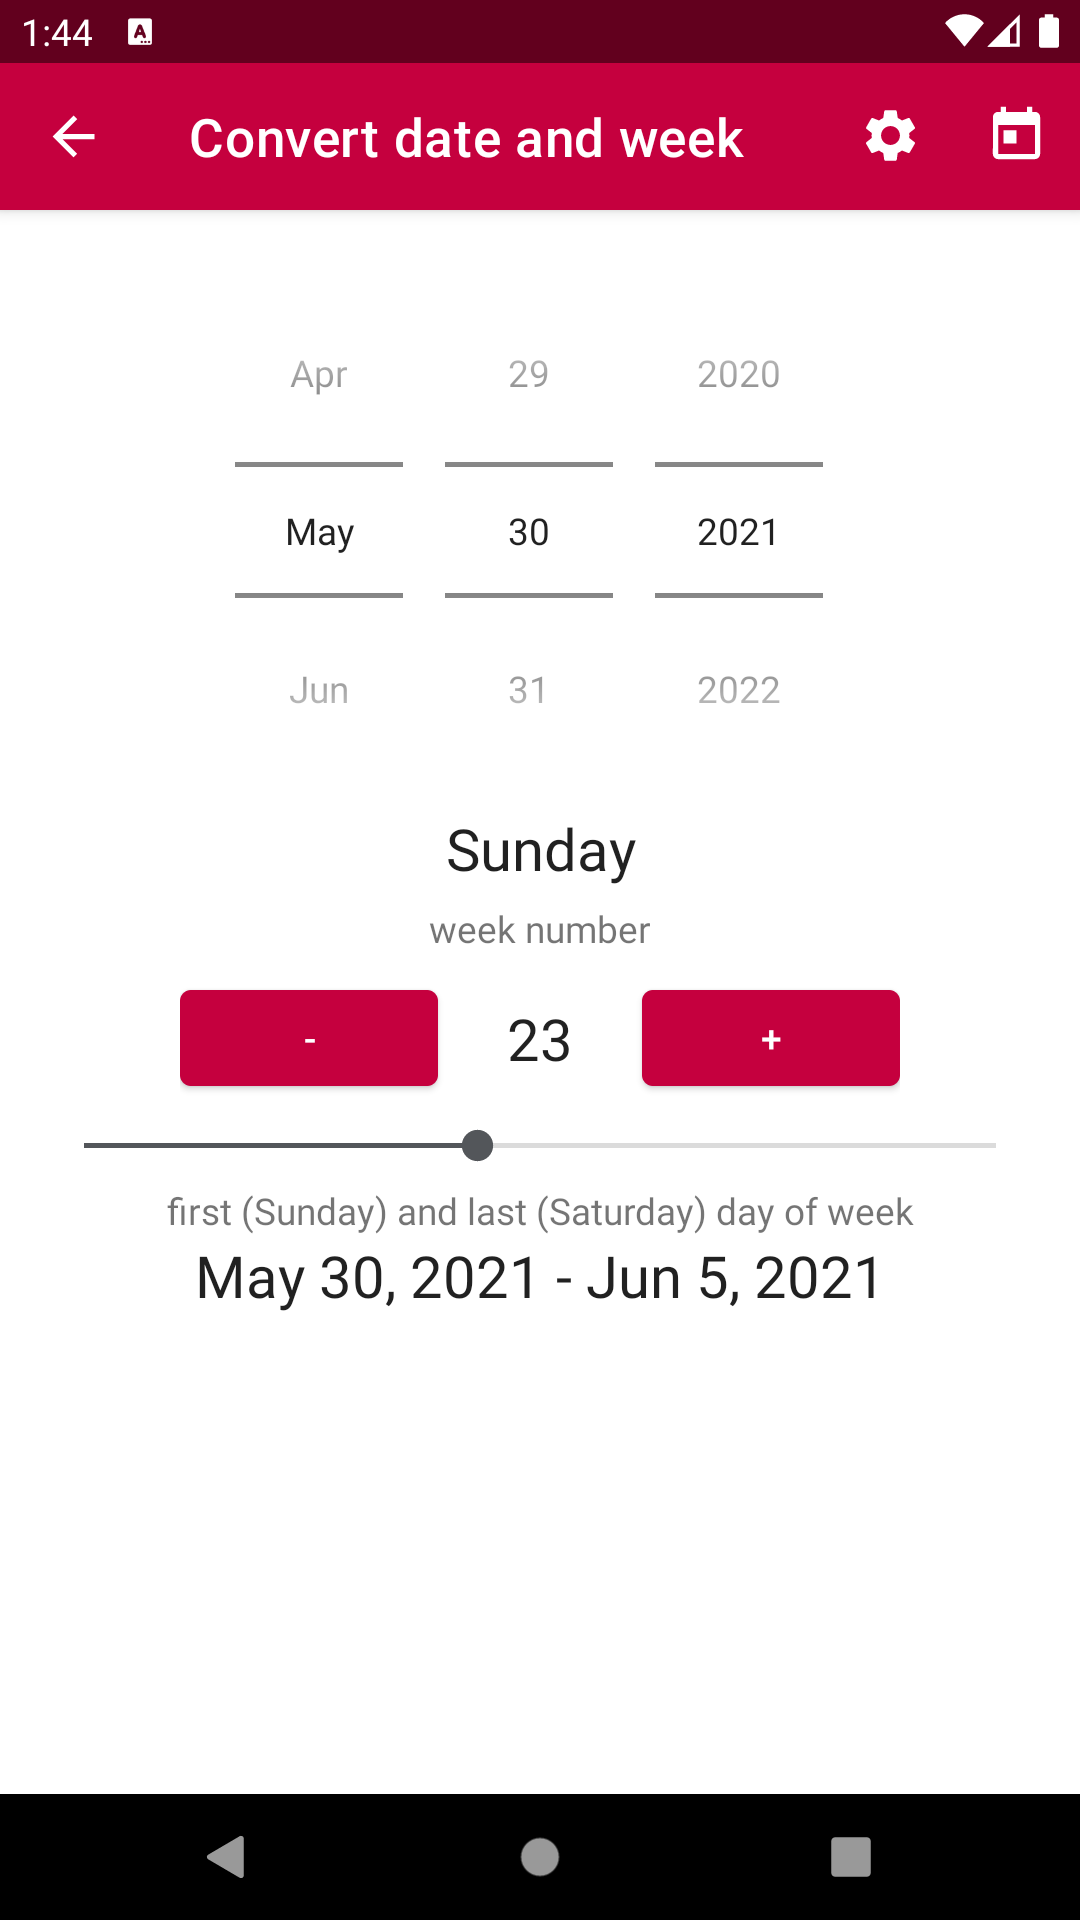 1:44
Convert date and week
Apr 29 2020
May 30 2021
Jun 31 2022
Sunday
week number
- 23 +
first (Sunday) and last (Saturday) day of week
May 30, 2021 - Jun 5, 2021